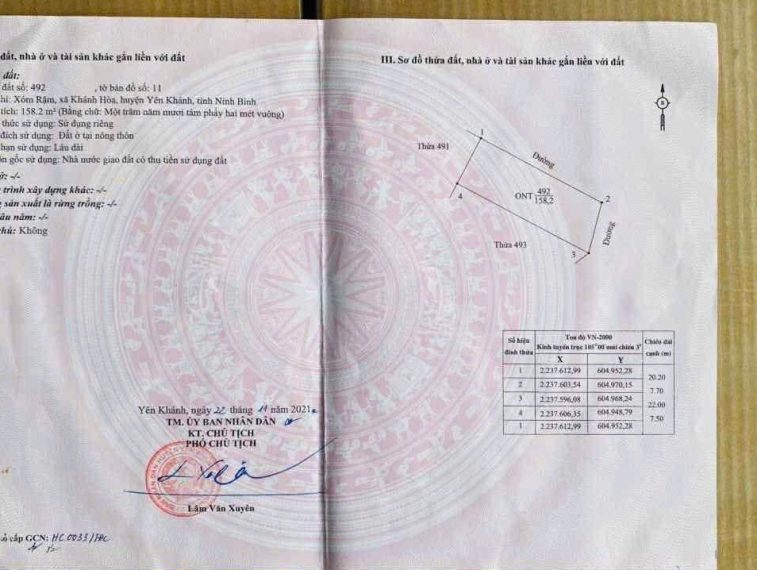 đất, nhà ở và tài sản khác gắn liền với đất
đất:
đất số: 492 , tờ bản đồ số: 11
hỉ: Xóm Rậm, xã Khánh Hòa, huyện Yên Khánh, tỉnh Ninh Bình
tích: 158.2 m² (Bằng chữ: Một trăm năm mươi tám phẩy hai mét vuông)
thức sử dụng: Sử dụng riêng
đích sử dụng: Đất ở tại nông thôn
hạn sử dụng: Lâu dài
ồn gốc sử dụng: Nhà nước giao đất có thu tiền sử dụng đất
ở: -/-
trình xây dựng khác: -/-
g sản xuất là rừng trồng: -/-
âu năm: -/-
hú: Không
Yên Khánh, ngày 22 tháng 11 năm 2021
TM. ỦY BAN NHÂN DÂN
KT. CHỦ TỊCH
PHÓ CHỦ TỊCH
Lâm Văn Xuyên
ổ cấp GCN:
III. Sơ đồ thửa đất, nhà ở và tài sản khác gắn liền với đất
B
1
Thửa 491
Đường
4
ONT 492
158,2
2
Đường
Thửa 493
3
Số hiệu đỉnh thửa Toạ độ VN-2000 Kinh tuyến trục 105°00' múi chiếu 3° Chiều dài cạnh (m)
X Y
1 2.237.612,99 604.952,28
20.20
2 2.237.603,54 604.970,15
7.70
3 2.237.596,08 604.968,24
22.00
4 2.237.606,35 604.948,79
7.50
1 2.237.612,99 604.952,28